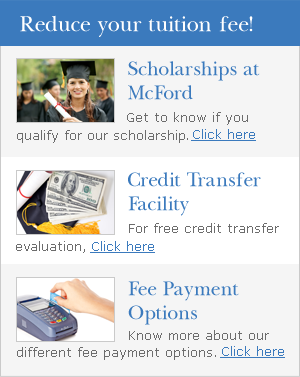 Reduce your tuition fee!
Scholarships at
McFord
Get to know if you
qualify for our scholarship. Click here
Credit Transfer
Facility
For free credit transfer
evaluation, Click here
Fee Payment
Options
Know more about our
different fee payment options. Click here